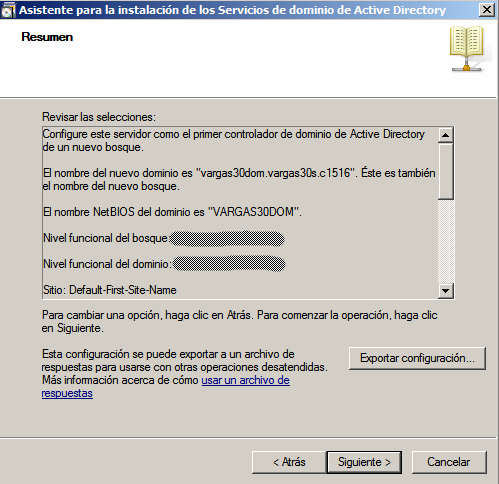 Asistente para la instalación de los Servicios de dominio de Active Directory
Resumen
Revisar las selecciones:
Configure este servidor como el primer controlador de dominio de Active Directory
de un nuevo bosque.
El nombre del nuevo dominio es "vargas30dom.vargas30s.c1516". Éste es también
el nombre del nuevo bosque.
El nombre NetBIOS del dominio es "VARGAS30DOM".
Nivel funcional del bosque:
Nivel funcional del dominio:
Sitio: Default-First-Site-Name
Para cambiar una opción, haga clic en Atrás. Para comenzar la operación, haga clic
en Siguiente.
Esta configuración se puede exportar a un archivo de
respuestas para usarse con otras operaciones desatendidas.
Más información acerca de cómo usar un archivo de
respuestas
Exportar configuración...
< Atrás
Siguiente >
Cancelar